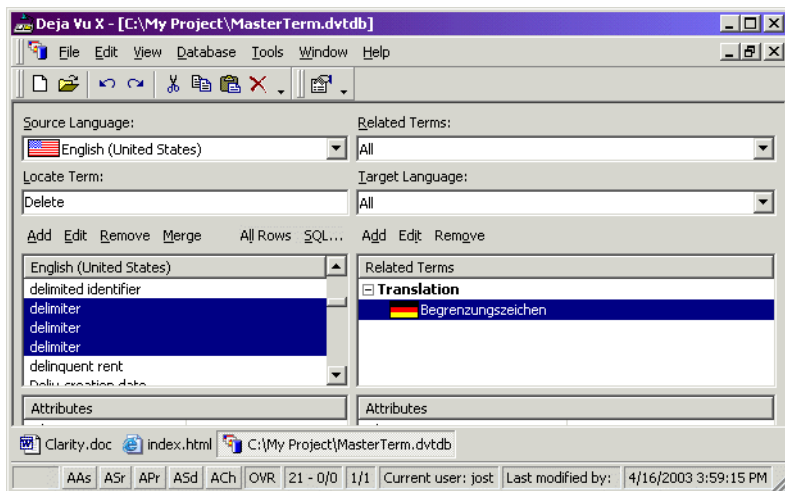 Deja Vu X - [C:\My Project\MasterTerm.dvtdb]
File Edit View Database Tools Window Help
Source Language: Related Terms:
English (United States) All
Locate Term: Target Language:
Delete All
Add Edit Remove Merge All Rows SQL... Add Edit Remove
English (United States) Related Terms
delimited identifier Translation
delimiter Begrenzungszeichen
delimiter
delimiter
delinquent rent
creation date
Attributes Attributes
Clarity.doc index.html C:\My Project\MasterTerm.dvtdb
AAs ASr APr ASd ACh OVR 21 - 0/0 1/1 Current user: jost Last modified by: 4/16/2003 3:59:15 PM